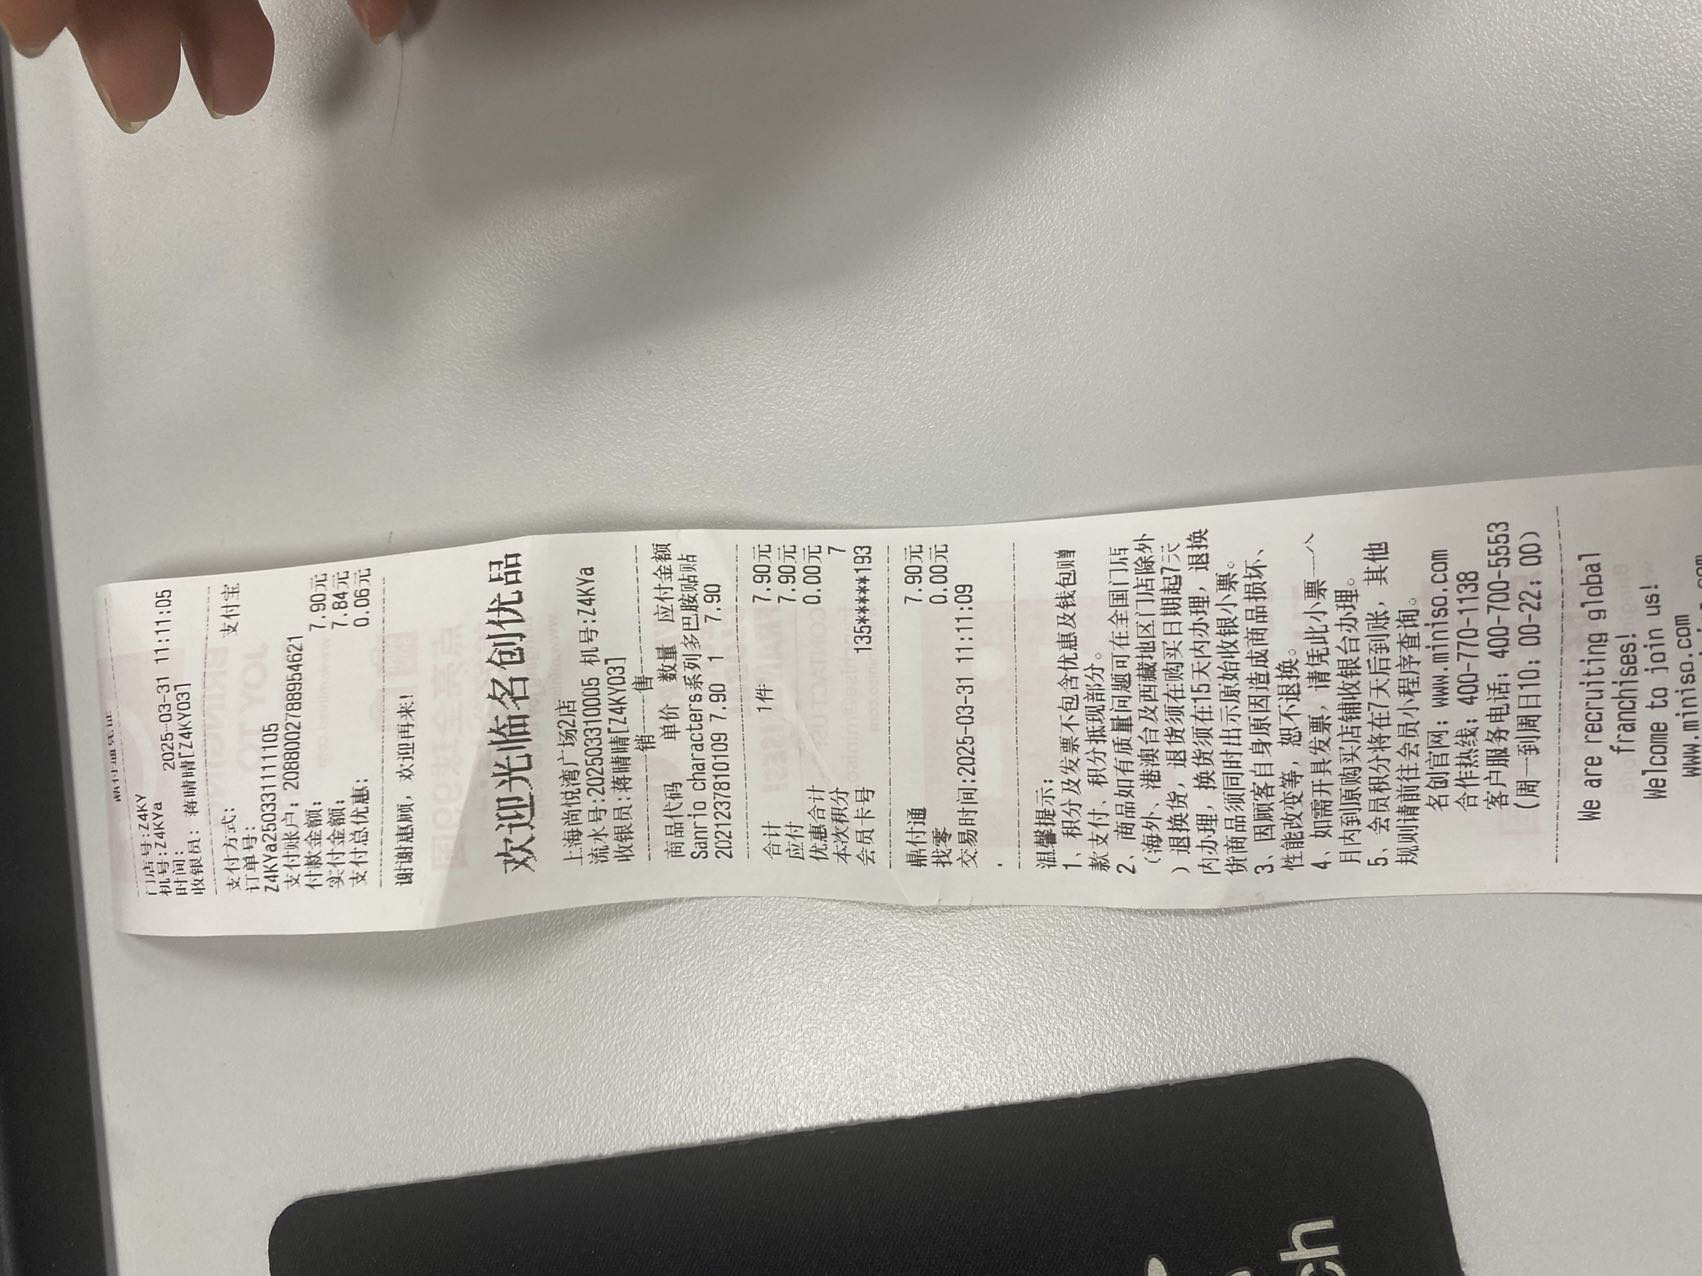 门店号:Z4KY
机号:Z4KYa
时间: 2025-03-31 11:11:05
收银员: 蒋晴晴[Z4KY03]
支付方式: 支付宝
订单号:
Z4KYa250331111105
支付账户: 2088002788954621
付款金额: 7.90元
实付金额: 7.84元
支付总优惠: 0.06元
谢谢惠顾, 欢迎再来!
欢迎光临名创优品
上海尚悦湾广场2店
流水号:202503310005 机号:Z4KYa
收银员:蒋晴晴[Z4KY03]
销 售
商品代码 单价 数量 应付金额
Sanrio characters系列多巴胺贴贴
2021237810109 7.90 1 7.90
合计 1件 7.90元
应付 7.90元
优惠合计 0.00元
本次积分 7
会员卡号 135*****193
鼎付通 7.90元
找零 0.00元
交易时间:2025-03-31 11:11:09
.
温馨提示:
1、积分及发票不包含优惠及钱包赠
款支付、积分抵现部分。
2、商品如有质量问题可在全国门店
(海外、港澳台及西藏地区门店除外
)退换货, 退货须在购买日期起7天
内办理, 换货须在15天内办理, 退换
货商品须同时出示原始收银小票。
3、因顾客自身原因造成商品损坏、
性能改变等, 恕不退换。
4、如需开具发票, 请凭此小票一个
月内到原购买店铺收银台办理。
5、会员积分将在7天后到账, 其他
规则请前往会员小程序查询。
名创官网: www.miniso.com
合作热线: 400-770-1138
客户服务电话: 400-700-5553
(周一到周日10: 00-22: 00)
We are recruiting global
franchises!
Welcome to join us!
www.miniso.com
ch